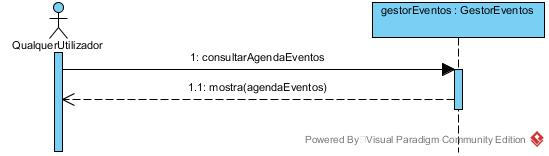 gestorEventos : GestorEventos
QualquerUtilizador
1: consultarAgendaEventos
1.1: mostra(agendaEventos)
Powered By Visual Paradigm Community Edition